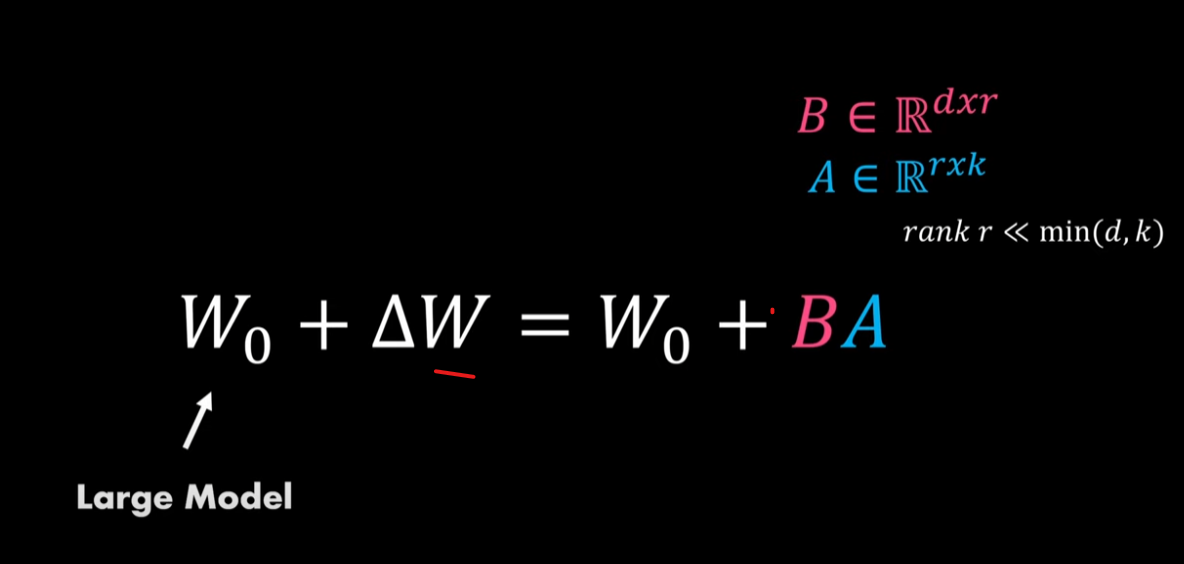 B ∈ ℝ^{dxr}
A ∈ ℝ^{rxk}
rank r ≪ min(d, k)
W₀ + ΔW = W₀ + BA
Large Model